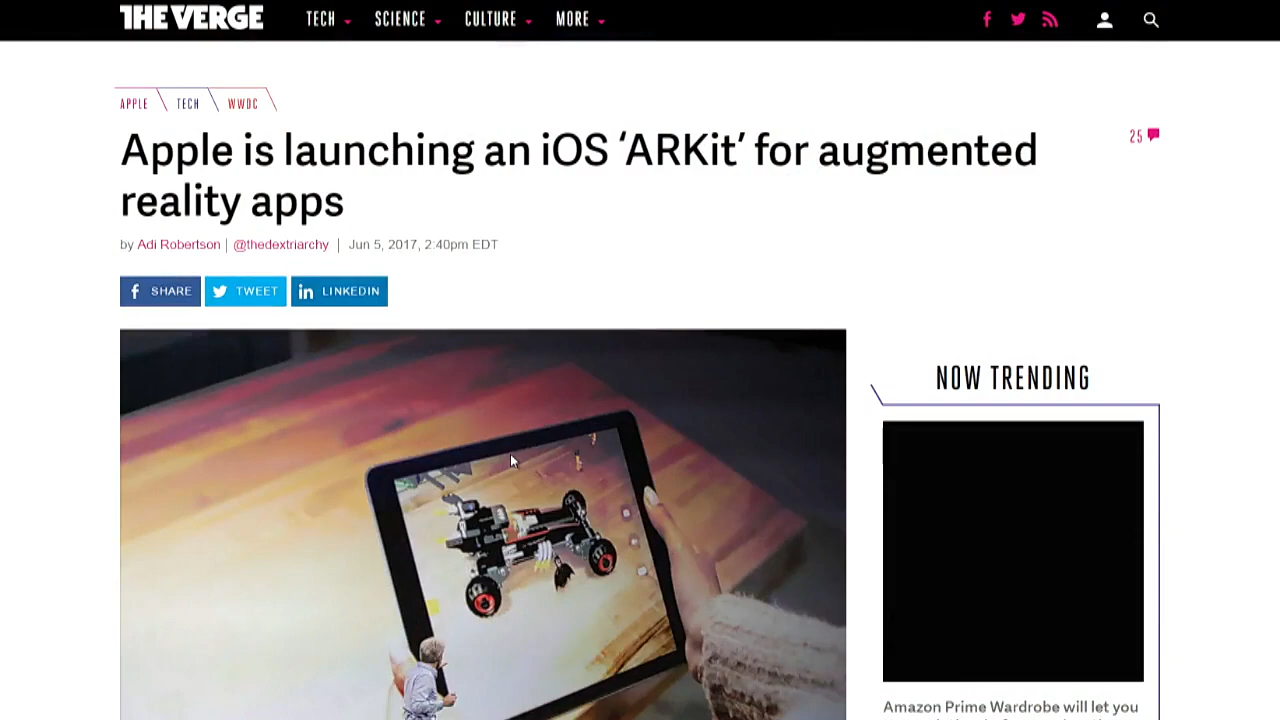 THE VERGE
TECH SCIENCE CULTURE MORE
APPLE TECH WWDC
Apple is launching an iOS ‘ARKit’ for augmented
reality apps
25
by Adi Robertson | @thedextriarchy | Jun 5, 2017, 2:40pm EDT
f SHARE TWEET in LINKEDIN
NOW TRENDING
Amazon Prime Wardrobe will let you